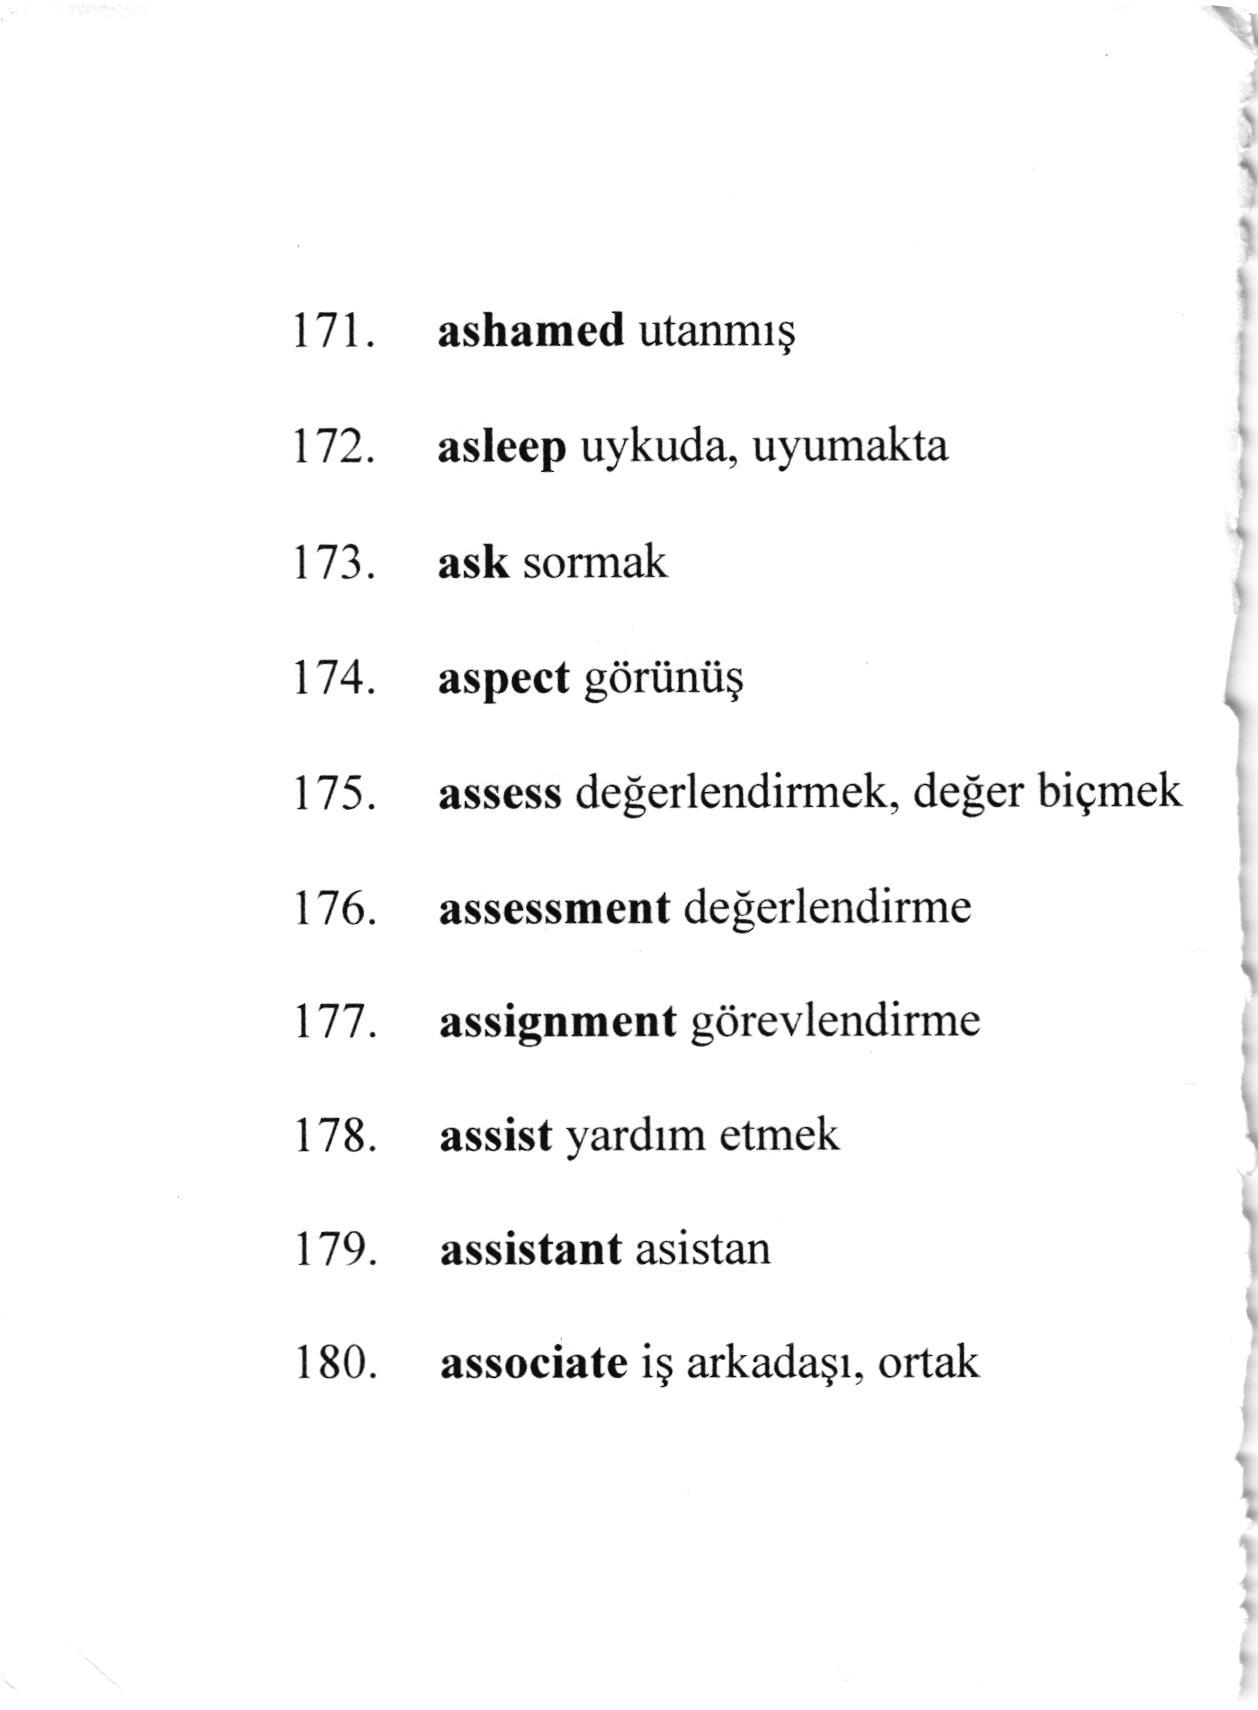 171. ashamed utanmış
172. asleep uykuda, uyumakta
173. ask sormak
174. aspect görünüş
175. assess değerlendirmek, değer biçmek
176. assessment değerlendirme
177. assignment görevlendirme
178. assist yardım etmek
179. assistant asistan
180. associate iş arkadaşı, ortak